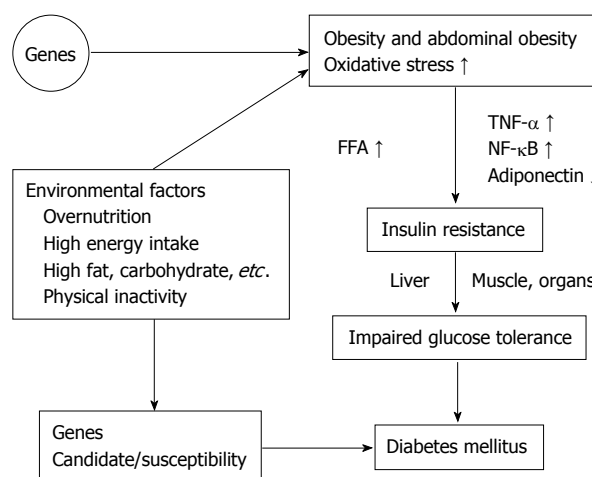 Genes
Obesity and abdominal obesity
Oxidative stress ↑
FFA ↑
TNF-α ↑
NF-κB ↑
Adiponectin
Environmental factors
Overnutrition
High energy intake
High fat, carbohydrate, etc.
Physical inactivity
Insulin resistance
Liver
Muscle, organs
Impaired glucose tolerance
Genes
Candidate/susceptibility
Diabetes mellitus